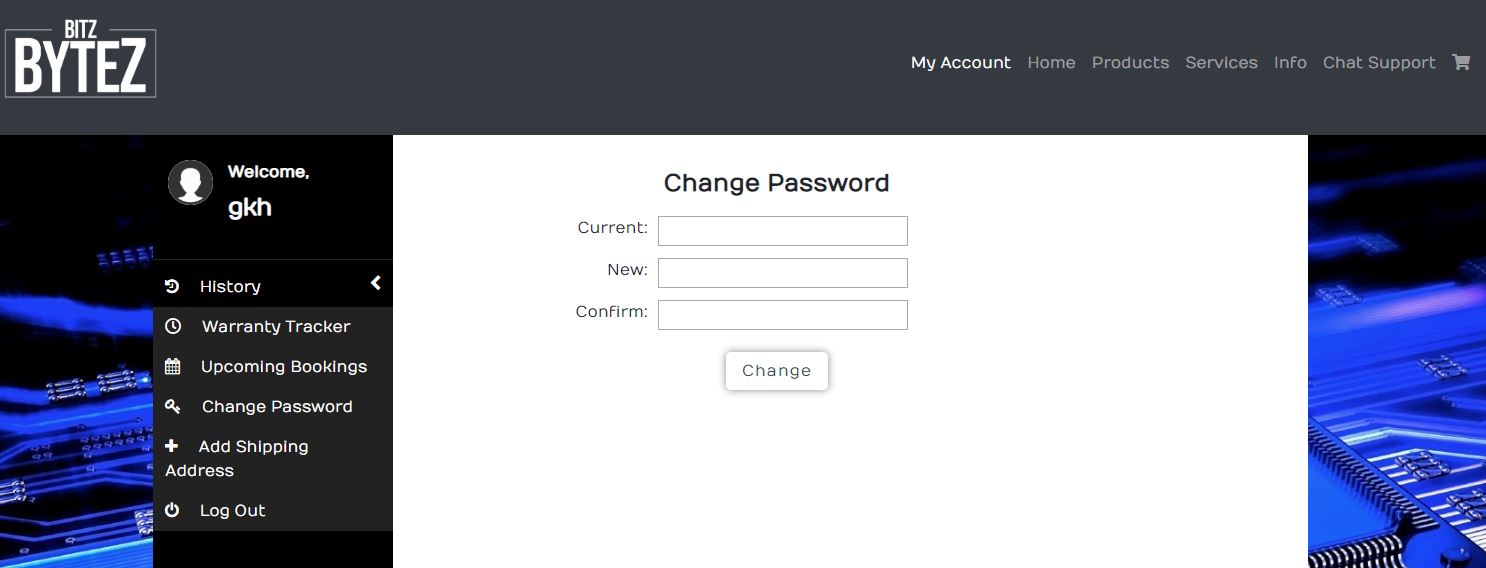 BITZ
BYTEZ
My Account Home Products Services Info Chat Support
Welcome,
gkh
History
Warranty Tracker
Upcoming Bookings
Change Password
Add Shipping
Address
Log Out
Change Password
Current:
New:
Confirm:
Change